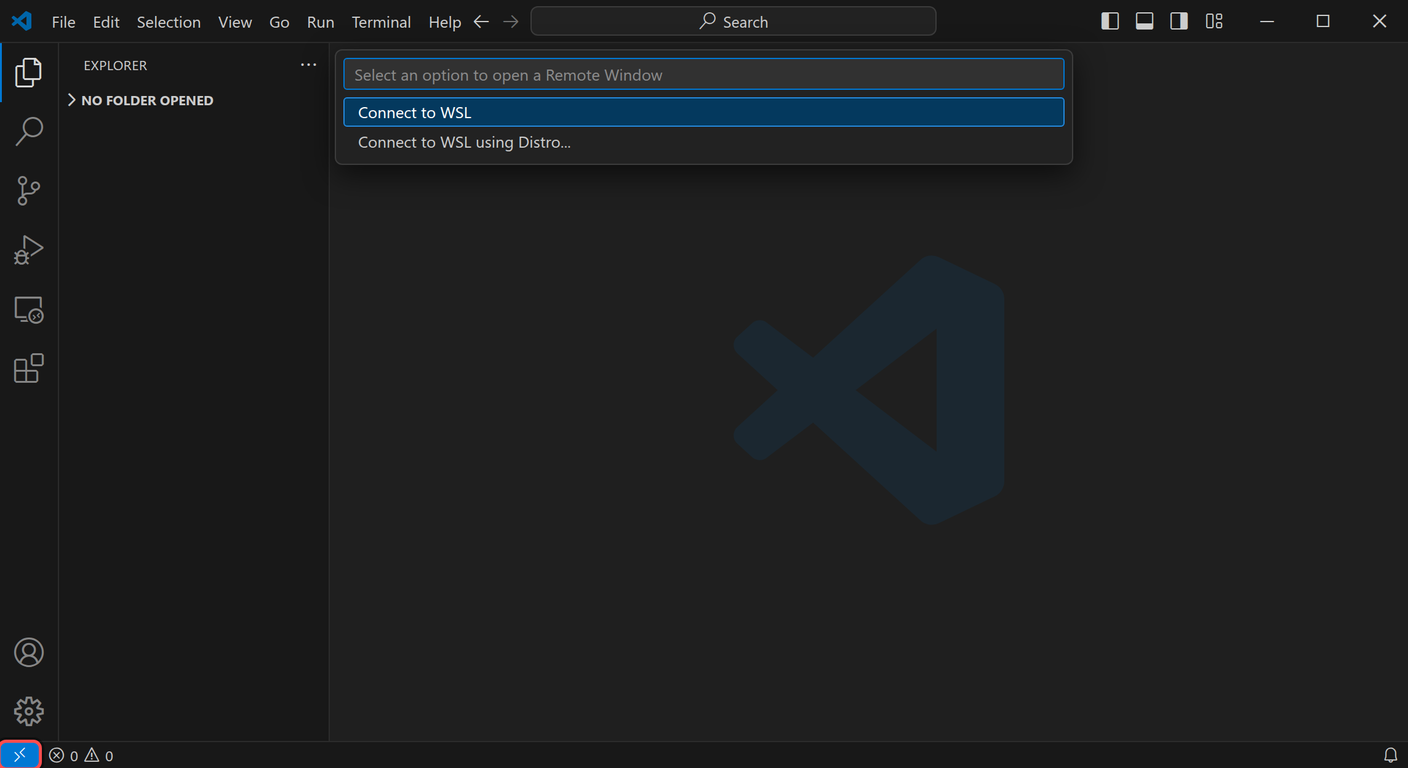 File Edit Selection View Go Run Terminal Help
Search
EXPLORER
NO FOLDER OPENED
Select an option to open a Remote Window
Connect to WSL
Connect to WSL using Distro...
0 0